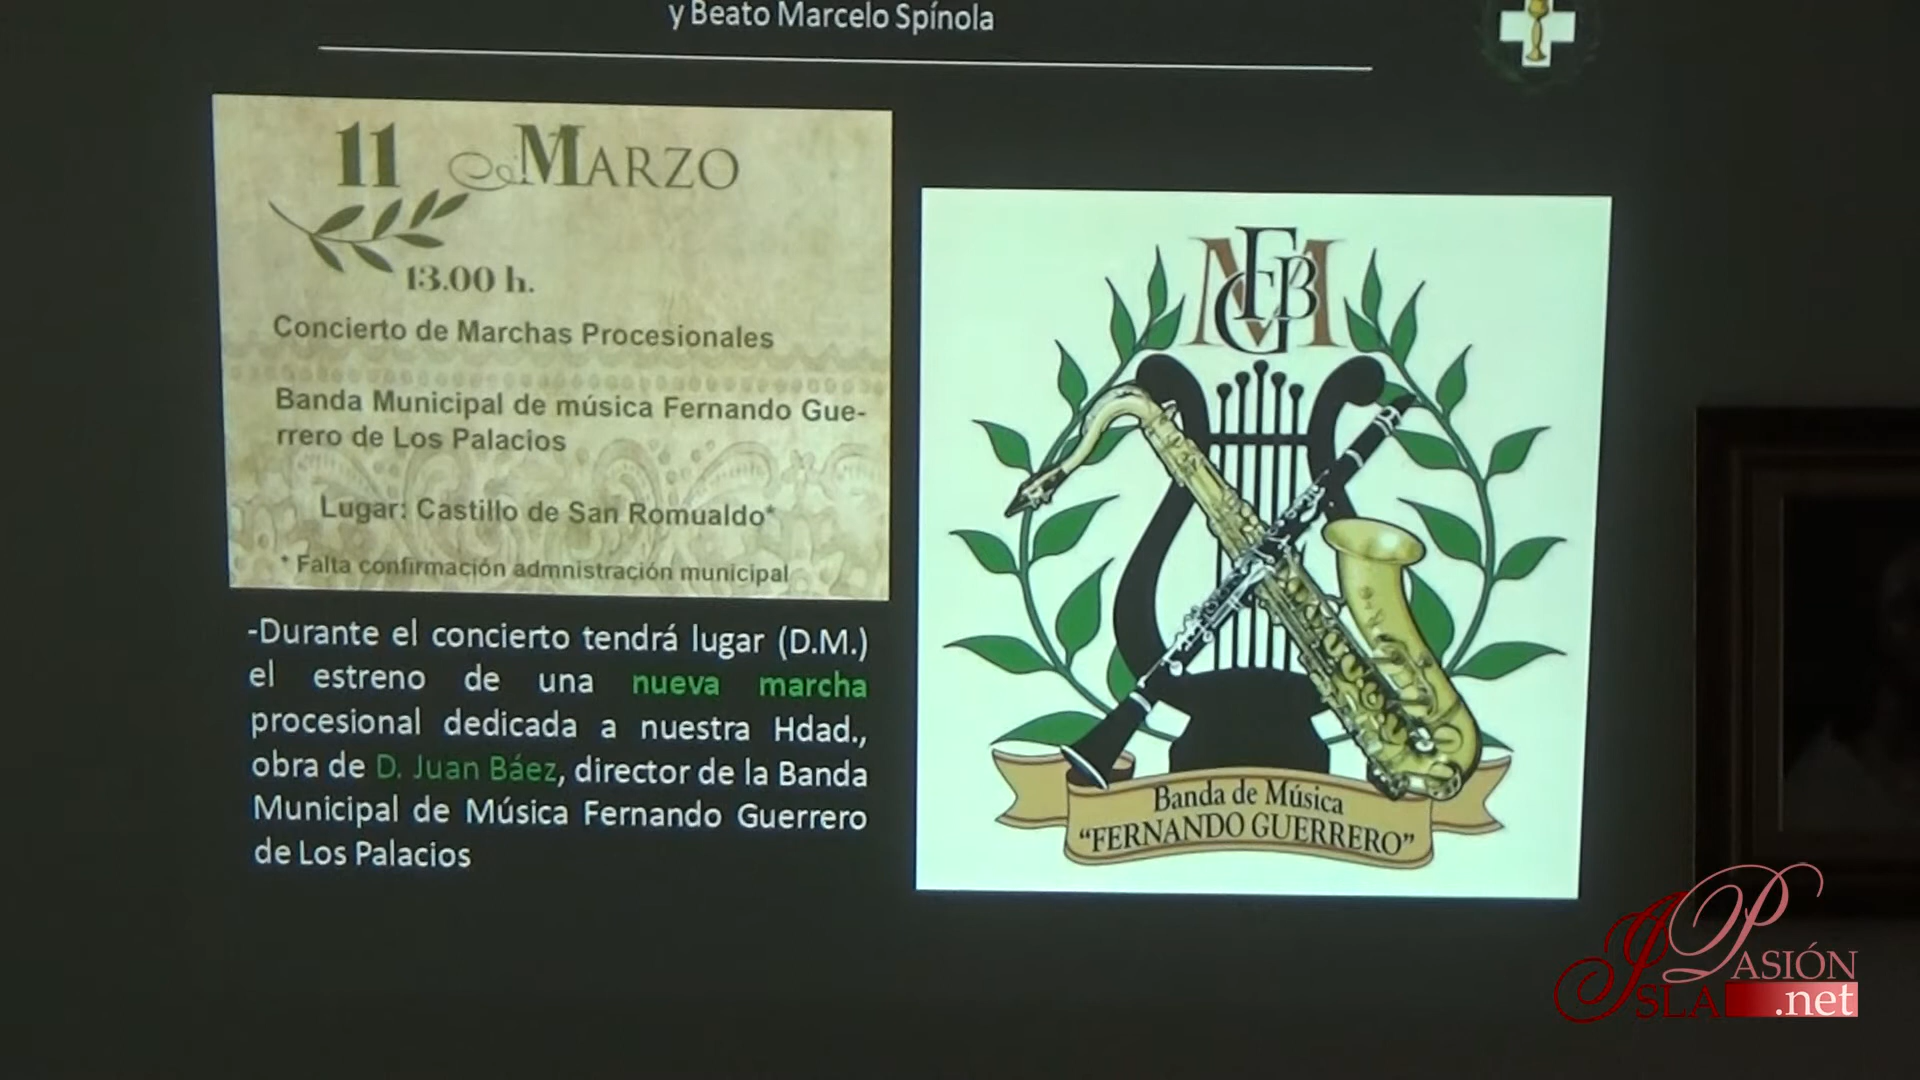 y Beato Marcelo Spínola
11 MARZO
13.00 h.
Concierto de Marchas Procesionales
Banda Municipal de música Fernando Gue-
rrero de Los Palacios
Lugar: Castillo de San Romualdo*
* Falta confirmación admnistración municipal
-Durante el concierto tendrá lugar (D.M.)
el estreno de una nueva marcha
procesional dedicada a nuestra Hdad.,
obra de D. Juan Báez, director de la Banda
Municipal de Música Fernando Guerrero
de Los Palacios
MFGB
Banda de Música
“FERNANDO GUERRERO”
ISLA PASIÓN
.net